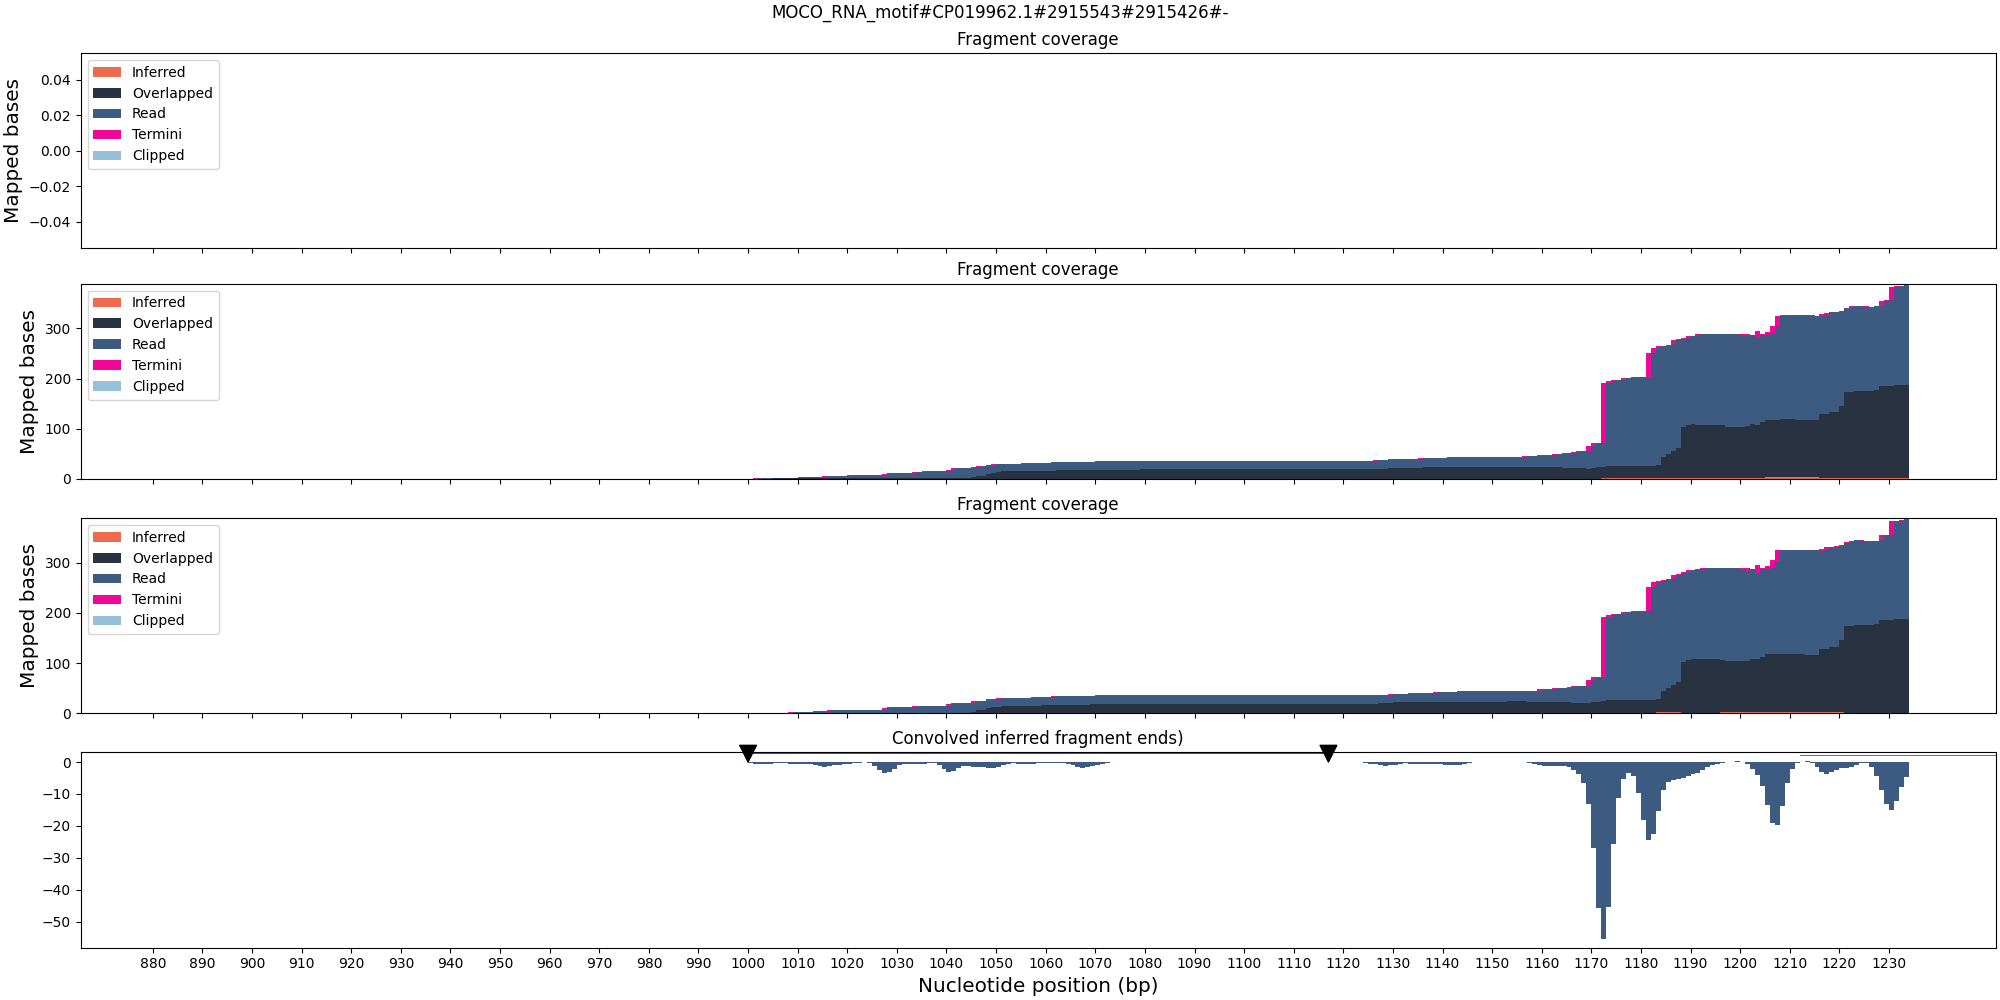 MOCO_RNA_motif#CP019962.1#2915543#2915426#-
Fragment coverage
Mapped bases
0.04
0.02
0.00
−0.02
−0.04
Inferred
Overlapped
Read
Termini
Clipped
Fragment coverage
Mapped bases
300
200
100
0
Inferred
Overlapped
Read
Termini
Clipped
Fragment coverage
Mapped bases
300
200
100
0
Inferred
Overlapped
Read
Termini
Clipped
Convolved inferred fragment ends)
0
−10
−20
−30
−40
−50
880 890 900 910 920 930 940 950 960 970 980 990 1000 1010 1020 1030 1040 1050 1060 1070 1080 1090 1100 1110 1120 1130 1140 1150 1160 1170 1180 1190 1200 1210 1220 1230
Nucleotide position (bp)